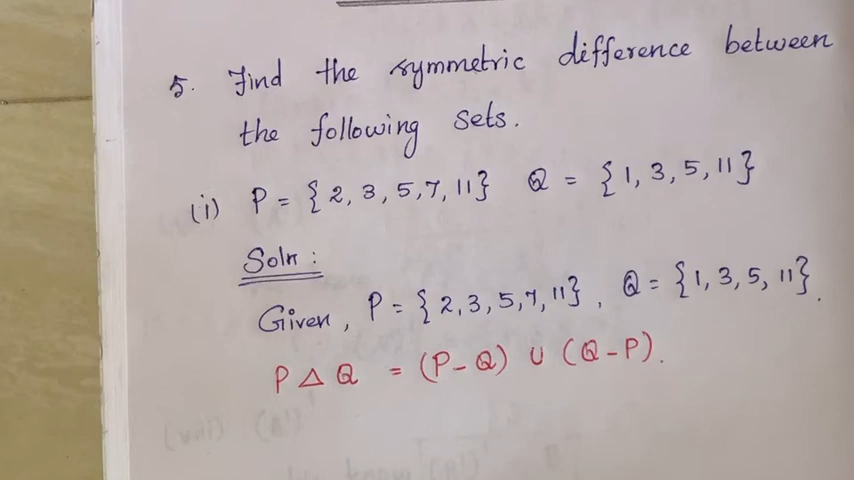 5. Find the symmetric difference between
the following sets.
(i) P = {2, 3, 5, 7, 11} Q = {1, 3, 5, 11}
Soln :
Given, P = {2, 3, 5, 7, 11}, Q = {1, 3, 5, 11}.
P △ Q = (P - Q) ∪ (Q - P).